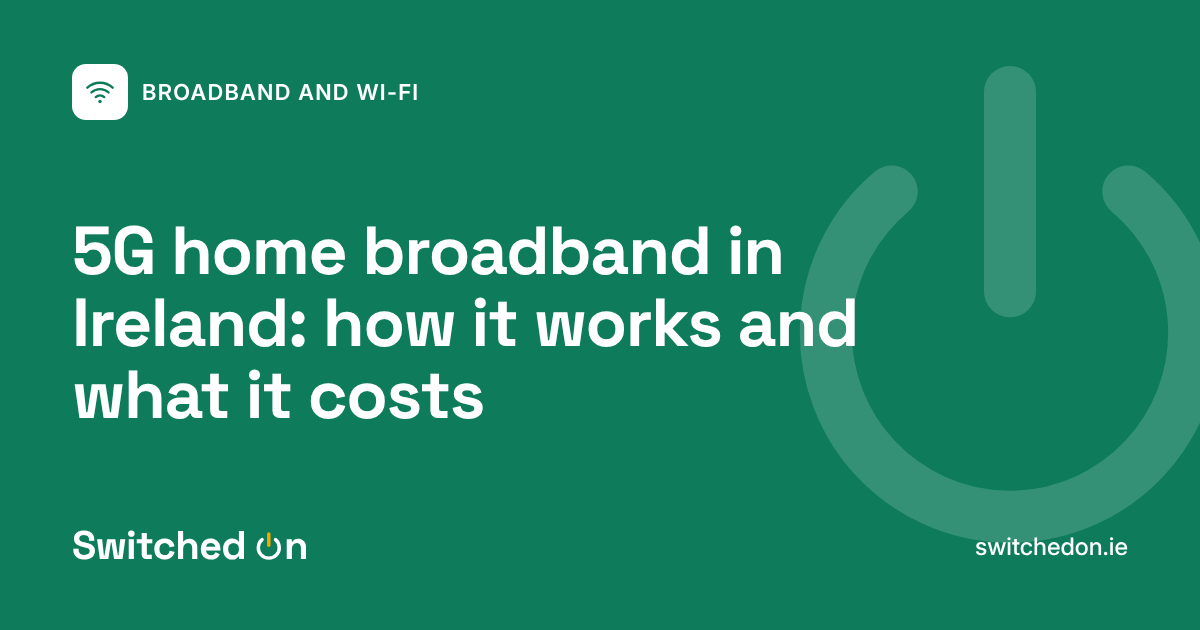 BROADBAND AND WI-FI
5G home broadband in
Ireland: how it works and
what it costs
Switched On
switchedon.ie